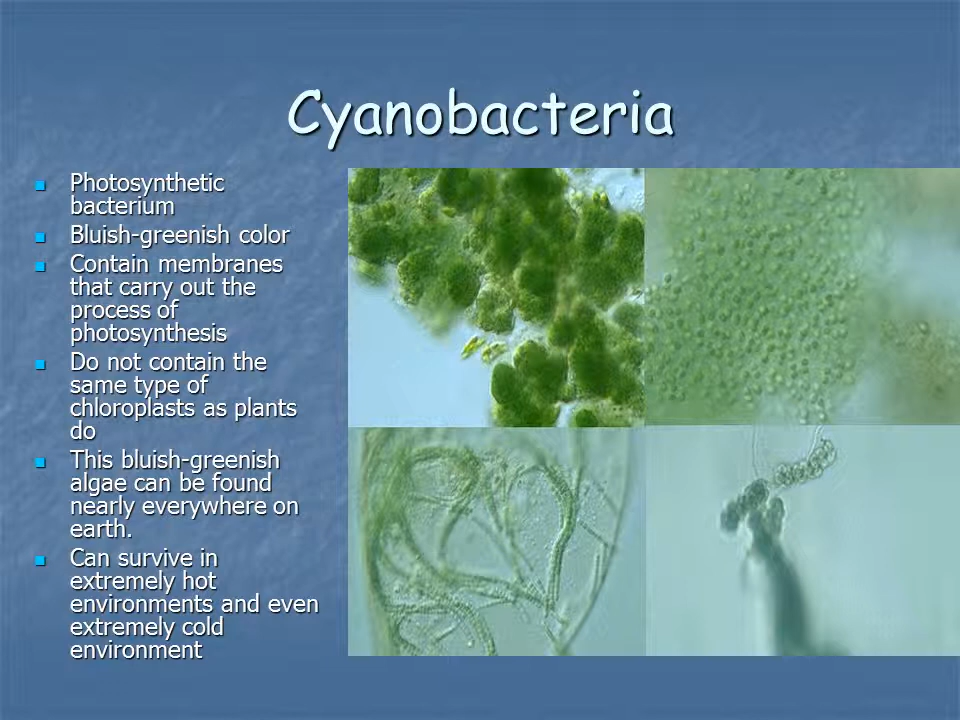 Cyanobacteria
Photosynthetic
bacterium
Bluish-greenish color
Contain membranes
that carry out the
process of
photosynthesis
Do not contain the
same type of
chloroplasts as plants
do
This bluish-greenish
algae can be found
nearly everywhere on
earth.
Can survive in
extremely hot
environments and even
extremely cold
environment